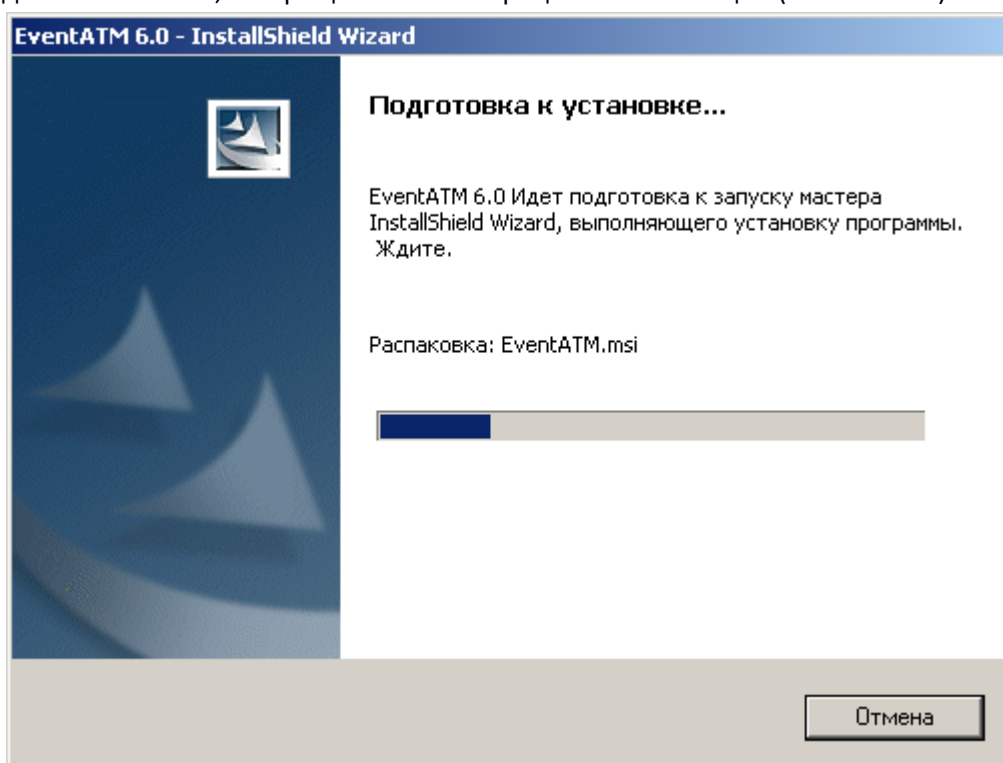 EventATM 6.0 - InstallShield Wizard
Подготовка к установке...
EventATM 6.0 Идет подготовка к запуску мастера
InstallShield Wizard, выполняющего установку программы.
Ждите.
Распаковка: EventATM.msi
Отмена